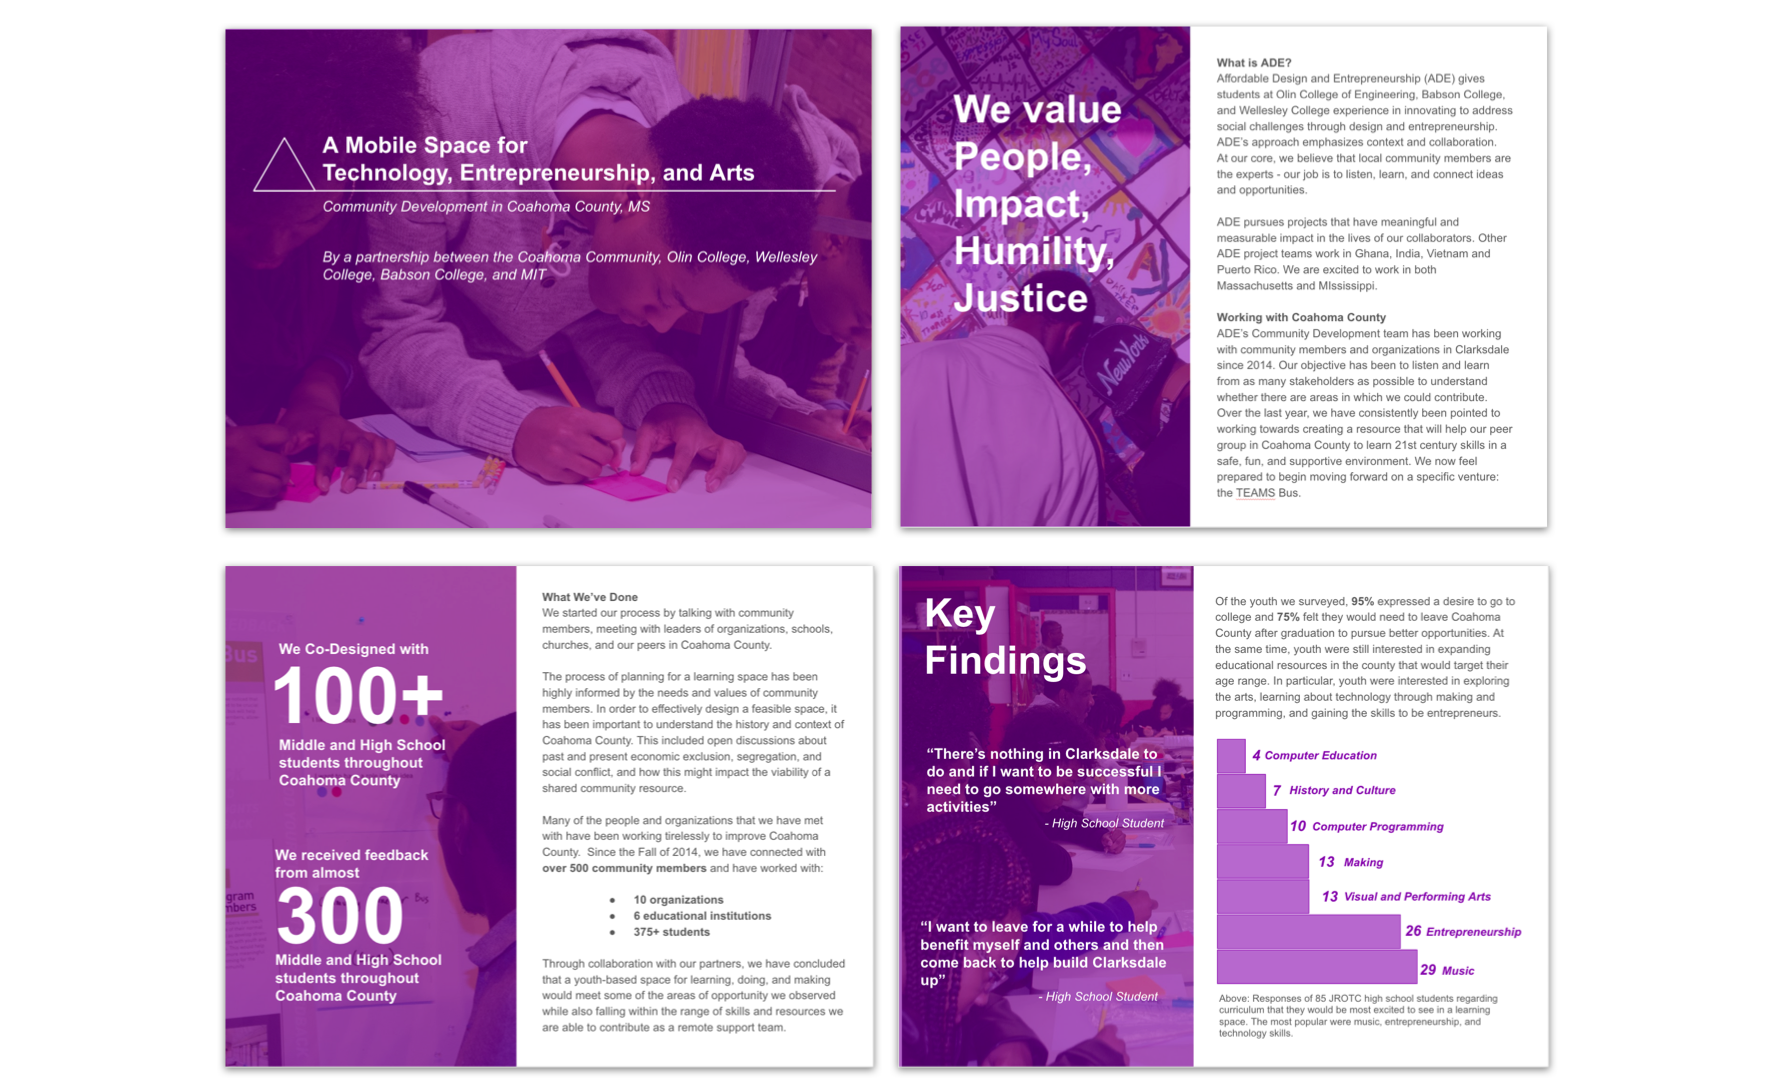 A Mobile Space for
Technology, Entrepreneurship, and Arts
Community Development in Coahoma County, MS
By a partnership between the Coahoma Community, Olin College, Wellesley
College, Babson College, and MIT
We value
People,
Impact,
Humility,
Justice
NewYork
What is ADE?
Affordable Design and Entrepreneurship (ADE) gives
students at Olin College of Engineering, Babson College,
and Wellesley College experience in innovating to address
social challenges through design and entrepreneurship.
ADE's approach emphasizes context and collaboration.
At our core, we believe that local community members are
the experts - our job is to listen, learn, and connect ideas
and opportunities.
ADE pursues projects that have meaningful and
measurable impact in the lives of our collaborators. Other
ADE project teams work in Ghana, India, Vietnam and
Puerto Rico. We are excited to work in both
Massachusetts and MIssissippi.
Working with Coahoma County
ADE's Community Development team has been working
with community members and organizations in Clarksdale
since 2014. Our objective has been to listen and learn
from as many stakeholders as possible to understand
whether there are areas in which we could contribute.
Over the last year, we have consistently been pointed to
working towards creating a resource that will help our peer
group in Coahoma County to learn 21st century skills in a
safe, fun, and supportive environment. We now feel
prepared to begin moving forward on a specific venture:
the TEAMS Bus.
Bus
We Co-Designed with
100+
Middle and High School
students throughout
Coahoma County
We received feedback
from almost
300
Middle and High School
students throughout
Coahoma County
gram
mbers
Bus
What We've Done
We started our process by talking with community
members, meeting with leaders of organizations, schools,
churches, and our peers in Coahoma County.
The process of planning for a learning space has been
highly informed by the needs and values of community
members. In order to effectively design a feasible space, it
has been important to understand the history and context of
Coahoma County. This included open discussions about
past and present economic exclusion, segregation, and
social conflict, and how this might impact the viability of a
shared community resource.
Many of the people and organizations that we have met
with have been working tirelessly to improve Coahoma
County.  Since the Fall of 2014, we have connected with
over 500 community members and have worked with:
● 10 organizations
● 6 educational institutions
● 375+ students
Through collaboration with our partners, we have concluded
that a youth-based space for learning, doing, and making
would meet some of the areas of opportunity we observed
while also falling within the range of skills and resources we
are able to contribute as a remote support team.
Key
Findings
“There's nothing in Clarksdale to
do and if I want to be successful I
need to go somewhere with more
activities”
- High School Student
“I want to leave for a while to help
benefit myself and others and then
come back to help build Clarksdale
up”
- High School Student
Of the youth we surveyed, 95% expressed a desire to go to
college and 75% felt they would need to leave Coahoma
County after graduation to pursue better opportunities. At
the same time, youth were still interested in expanding
educational resources in the county that would target their
age range. In particular, youth were interested in exploring
the arts, learning about technology through making and
programming, and gaining the skills to be entrepreneurs.
4 Computer Education
7 History and Culture
10 Computer Programming
13 Making
13 Visual and Performing Arts
26 Entrepreneurship
29 Music
Above: Responses of 85 JROTC high school students regarding
curriculum that they would be most excited to see in a learning
space. The most popular were music, entrepreneurship, and
technology skills.